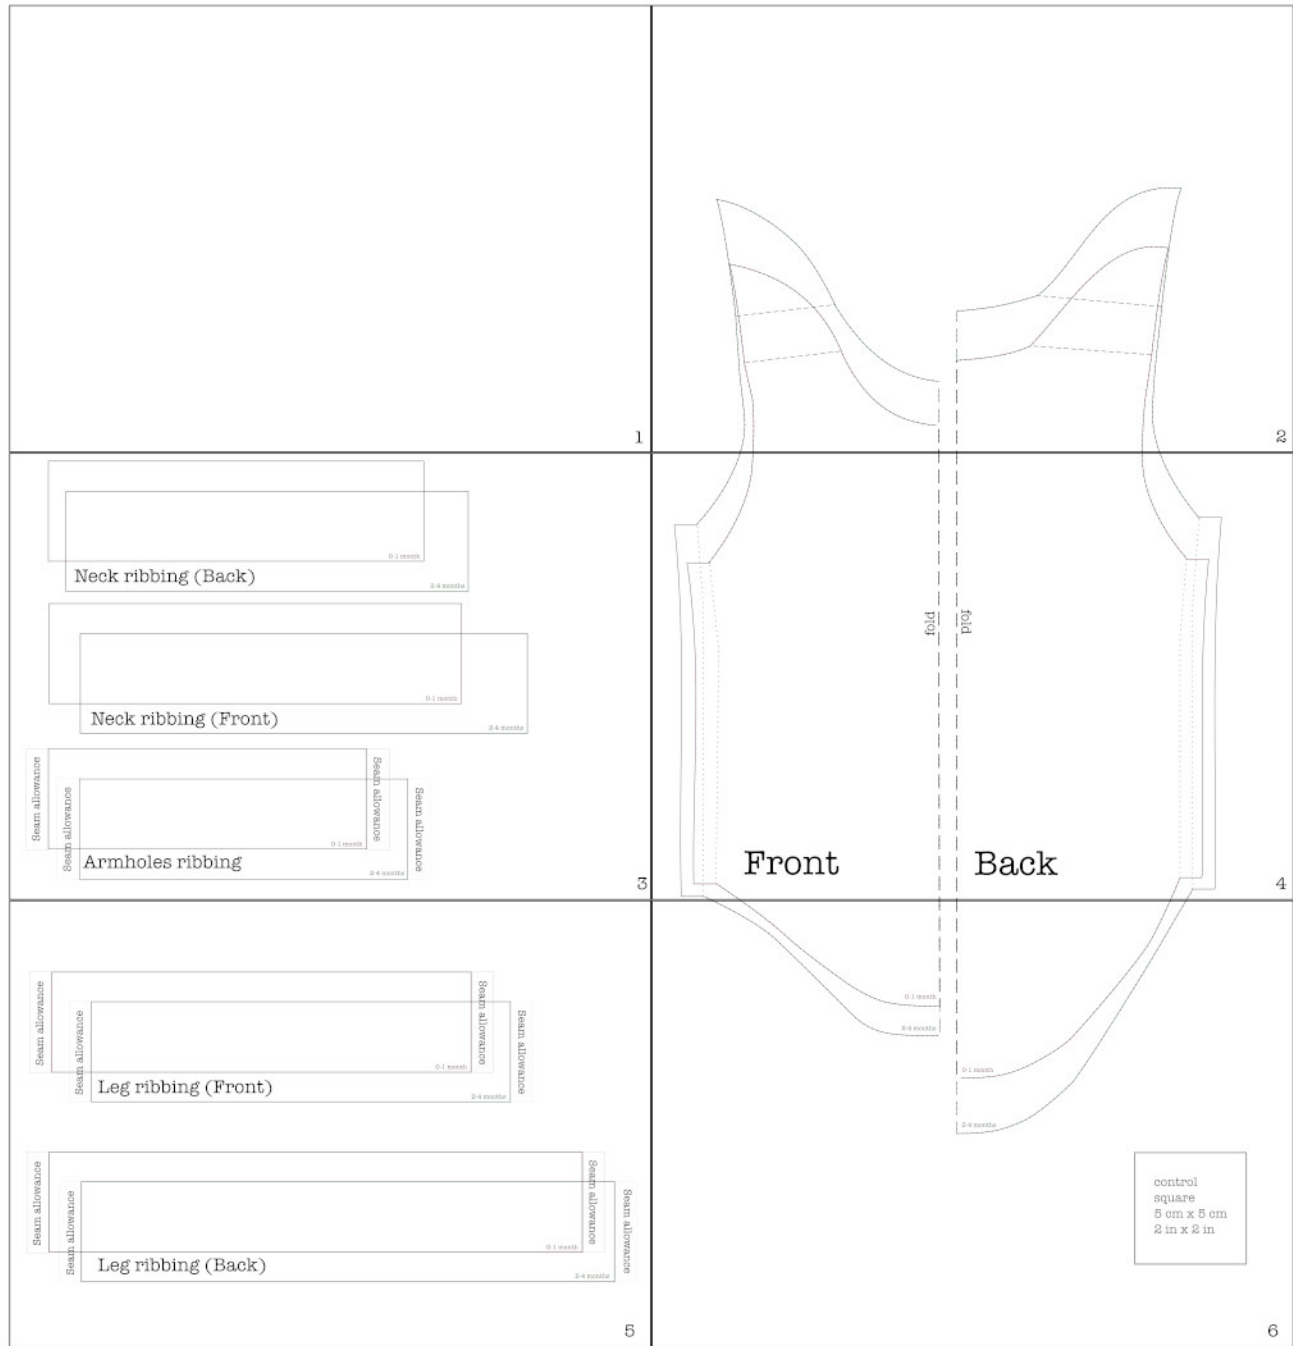 1
2
0-1 month
Neck ribbing (Back)
2-4 months
0-1 month
Neck ribbing (Front)
2-4 months
Seam allowance
Seam allowance
Seam allowance
Seam allowance
0-1 month
Armholes ribbing
2-4 months
3
fold
fold
Front
Back
4
Seam allowance
Seam allowance
Seam allowance
Seam allowance
0-1 month
Leg ribbing (Front)
2-4 months
Seam allowance
Seam allowance
Seam allowance
Seam allowance
0-1 month
Leg ribbing (Back)
2-4 months
5
0-1 month
2-4 months
0-1 month
2-4 months
control
square
5 cm x 5 cm
2 in x 2 in
6